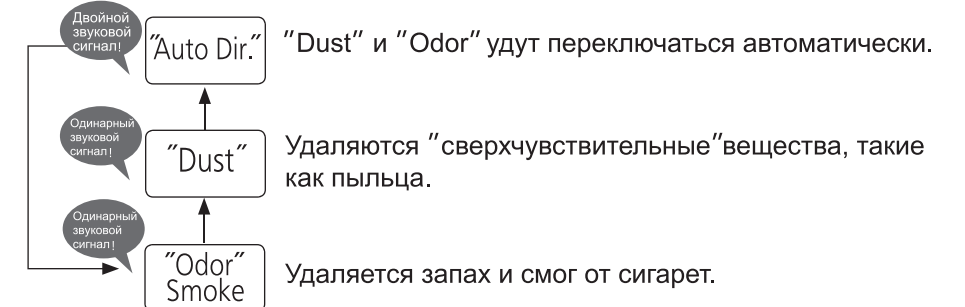 Двойной
звуковой
сигнал!
"Auto Dir."
"Dust" и "Odor" удут переключаться автоматически.
Одинарный
звуковой
сигнал!
"Dust"
Удаляются "сверхчувствительные"вещества, такие
как пыльца.
Одинарный
звуковой
сигнал!
"Odor"
Smoke
Удаляется запах и смог от сигарет.